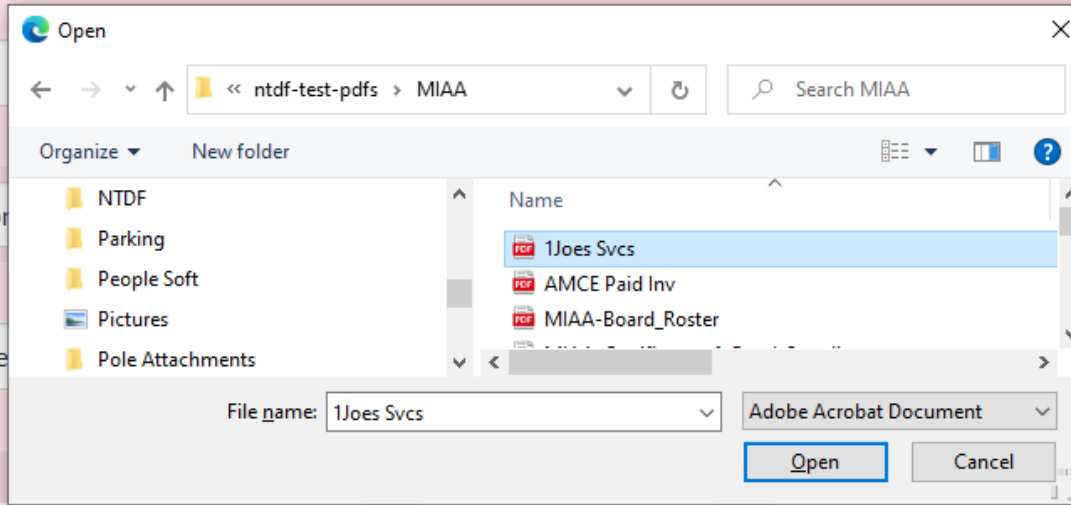 Open
« ntdf-test-pdfs > MIAA
Search MIAA
Organize
New folder
NTDF
Parking
People Soft
Pictures
Pole Attachments
Name
1Joes Svcs
AMCE Paid Inv
MIAA-Board_Roster
File name: 1Joes Svcs
Adobe Acrobat Document
Open
Cancel